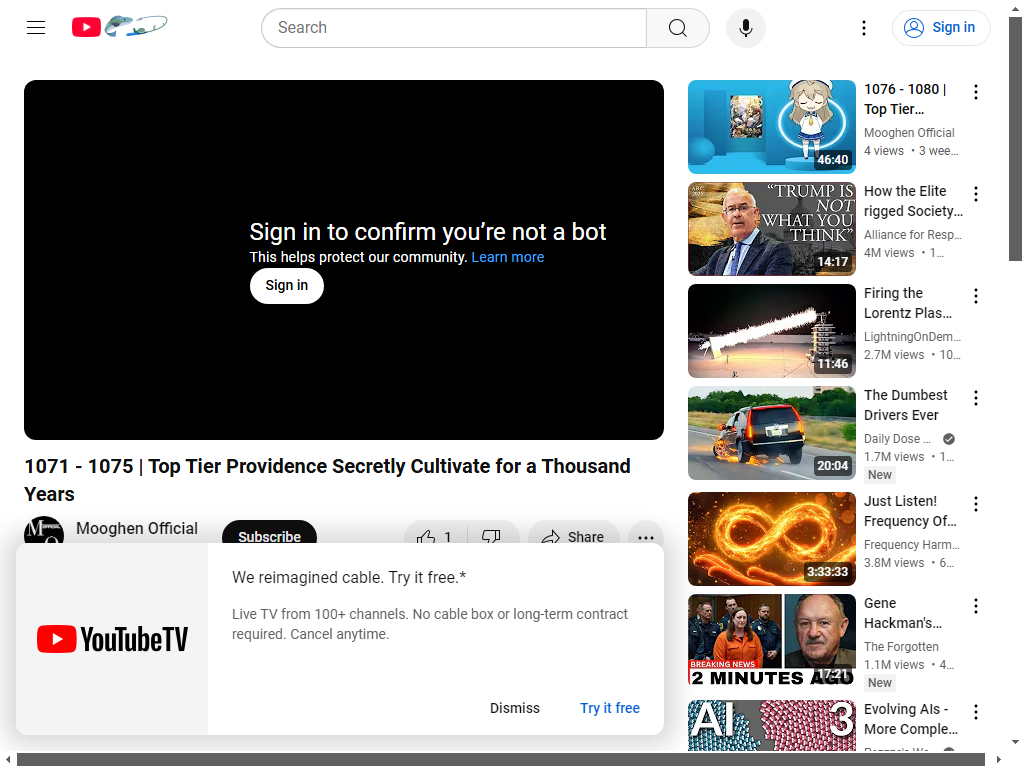 Search
Sign in
Sign in to confirm you’re not a bot
This helps protect our community. Learn more
Sign in
1071 - 1075 | Top Tier Providence Secretly Cultivate for a Thousand
Years
Mooghen Official
Subscribe
1
Share
YouTubeTV
We reimagined cable. Try it free.*
Live TV from 100+ channels. No cable box or long-term contract
required. Cancel anytime.
Dismiss
Try it free
46:40
1076 - 1080 |
Top Tier…
Mooghen Official
4 views • 3 wee…
ABC
2025
“TRUMP IS
NOT
WHAT YOU
THINK”
14:17
How the Elite
rigged Society…
Alliance for Resp…
4M views • 1…
11:46
Firing the
Lorentz Plas…
LightningOnDem…
2.7M views • 10…
20:04
The Dumbest
Drivers Ever
Daily Dose …
1.7M views • 1…
New
3:33:33
Just Listen!
Frequency Of…
Frequency Harm…
3.8M views • 6…
BREAKING NEWS
2 MINUTES AGO
17:21
Gene
Hackman's…
The Forgotten
1.1M views • 4…
New
AI
3
Evolving AIs -
More Comple…